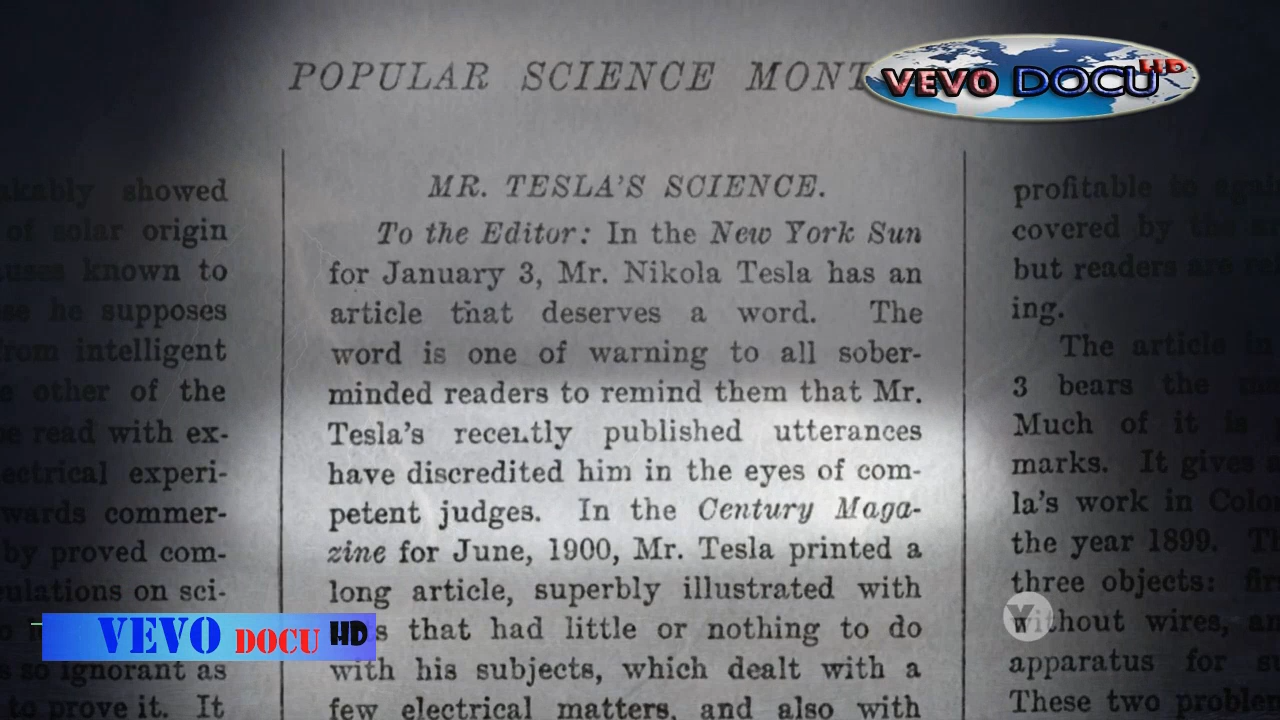 POPULAR SCIENCE
VEVO DOCU HD
akably showed
of solar origin
known to
he supposes
from intelligent
other of the
read with ex-
ectrical experi-
wards commer-
by proved com-
ulations on sci-
so ignorant as
to prove it. It
MR. TESLA'S SCIENCE.
To the Editor: In the New York Sun
for January 3, Mr. Nikola Tesla has an
article that deserves a word. The
word is one of warning to all sober-
minded readers to remind them that Mr.
Tesla's recently published utterances
have discredited him in the eyes of com-
petent judges. In the Century Maga-
zine for June, 1900, Mr. Tesla printed a
long article, superbly illustrated with
s that had little or nothing to do
with his subjects, which dealt with a
few electrical matters, and also with
profitable to
covered by the
but readers are
ing.
The article
3 bears the
Much of it is
marks. It gives
la's work in
the year 1899.
three objects:
without wires,
apparatus for
These two
VEVO DOCU HD
Y